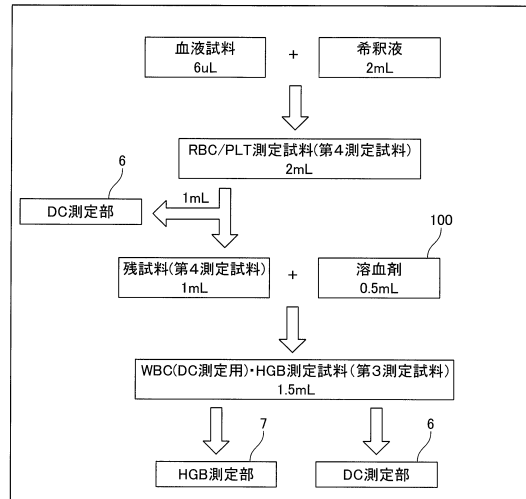 血液試料
6uL
+
希釈液
2mL
RBC/PLT測定試料(第4測定試料)
2mL
6
1mL
DC測定部
100
残試料(第4測定試料)
1mL
+
溶血剤
0.5mL
WBC(DC測定用)・HGB測定試料(第3測定試料)
1.5mL
7
6
HGB測定部
DC測定部